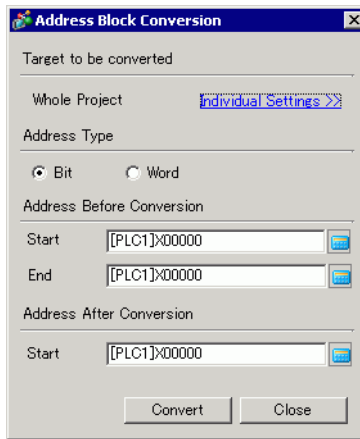 Address Block Conversion
Target to be converted
Whole Project Individual Settings >>
Address Type
Bit Word
Address Before Conversion
Start [PLC1]X00000
End [PLC1]X00000
Address After Conversion
Start [PLC1]X00000
Convert Close